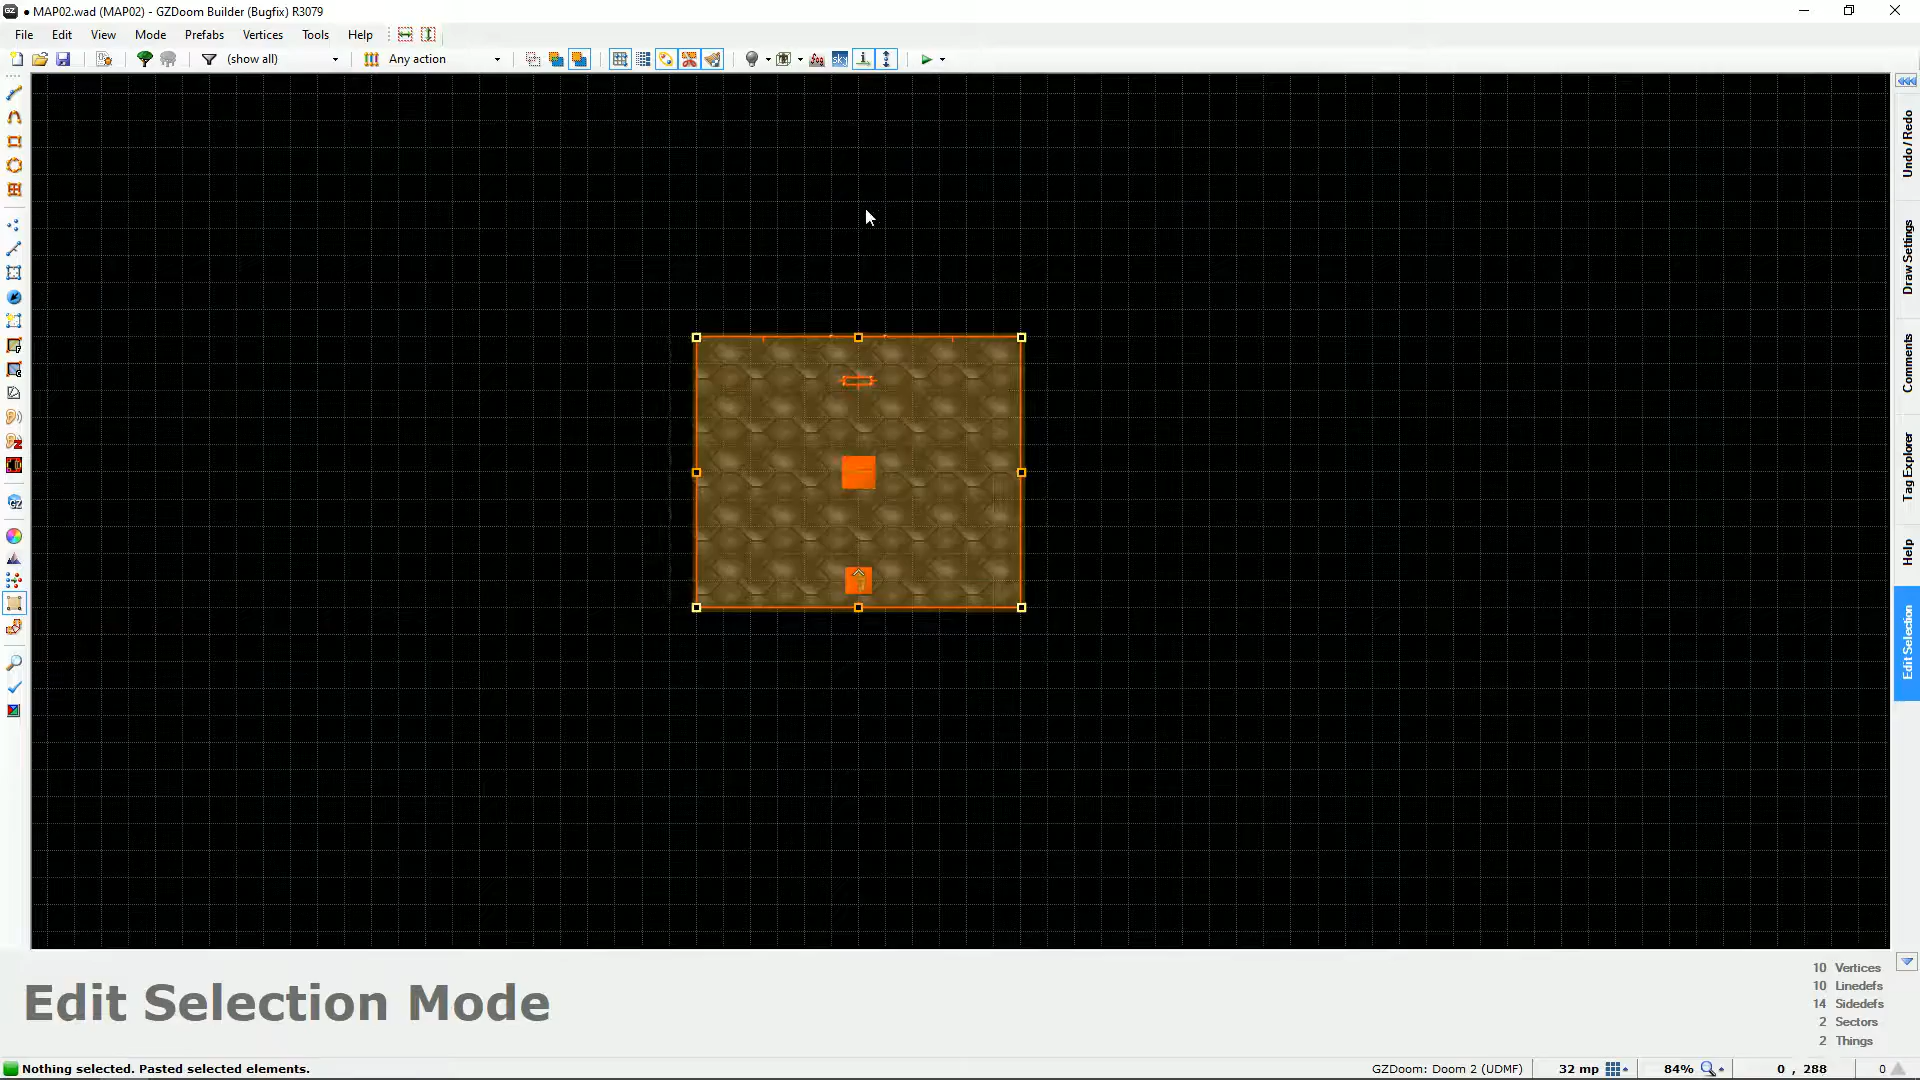 • MAP02.wad (MAP02) - GZDoom Builder (Bugfix) R3079
File Edit View Mode Prefabs Vertices Tools Help
(show all) Any action
sky
Undo / Redo
Draw Settings
Comments
Tag Explorer
Help
Edit Selection
Edit Selection Mode
10 Vertices
10 Linedefs
14 Sidedefs
2 Sectors
2 Things
Nothing selected. Pasted selected elements. GZDoom: Doom 2 (UDMF) 32 mp 84% 0 , 288 0